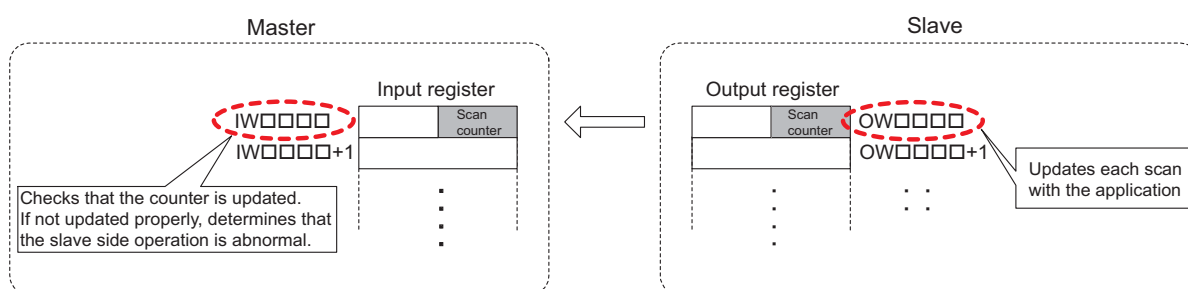 Master
Input register
IW□□□□
Scan
counter
IW□□□□+1
Checks that the counter is updated.
If not updated properly, determines that
the slave side operation is abnormal.
Slave
Output register
Scan
counter
OW□□□□
OW□□□□+1
Updates each scan
with the application